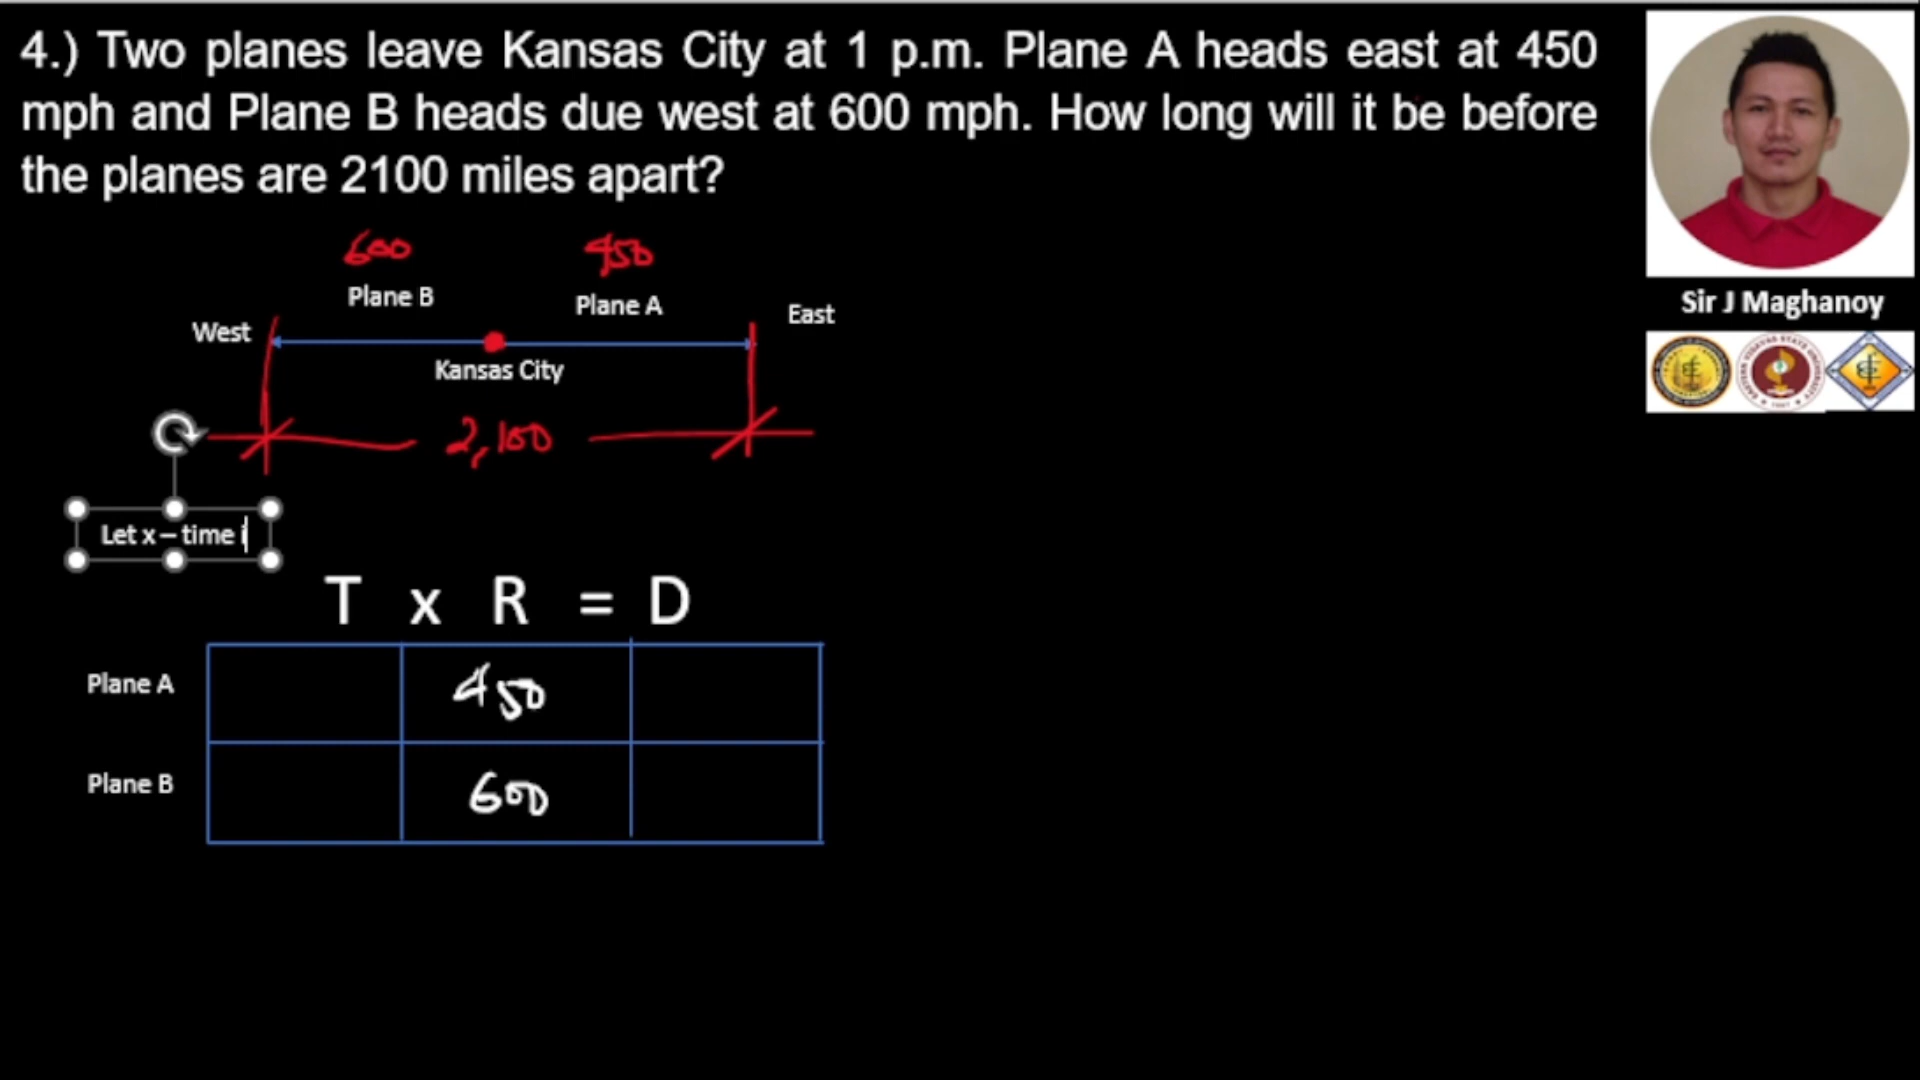 4.) Two planes leave Kansas City at 1 p.m. Plane A heads east at 450
mph and Plane B heads due west at 600 mph. How long will it be before
the planes are 2100 miles apart?
Sir J Maghanoy
600
450
Plane B
Plane A
West
East
Kansas City
2,100
Let x – time i
T x R = D
Plane A
450
Plane B
600